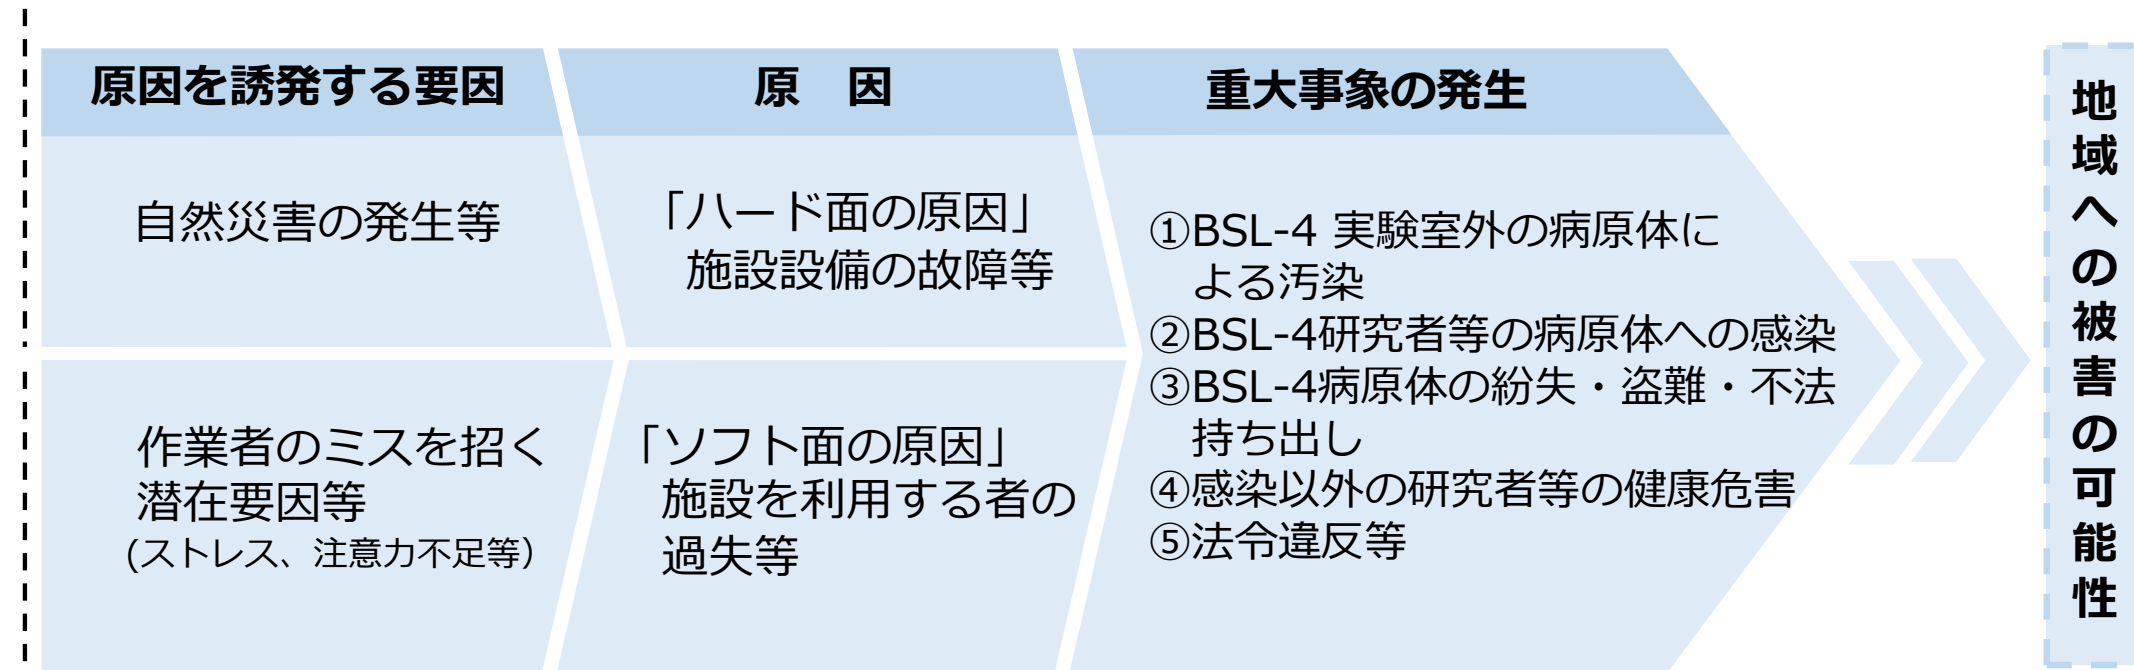 原因を誘発する要因
原　因
重大事象の発生
自然災害の発生等
「ハード面の原因」
施設設備の故障等
作業者のミスを招く
潜在要因等
(ストレス、注意力不足等）
「ソフト面の原因」
施設を利用する者の
過失等
①BSL-4 実験室外の病原体に
よる汚染
②BSL-4研究者等の病原体への感染
③BSL-4病原体の紛失・盗難・不法
持ち出し
④感染以外の研究者等の健康危害
⑤法令違反等
地域への被害の可能性